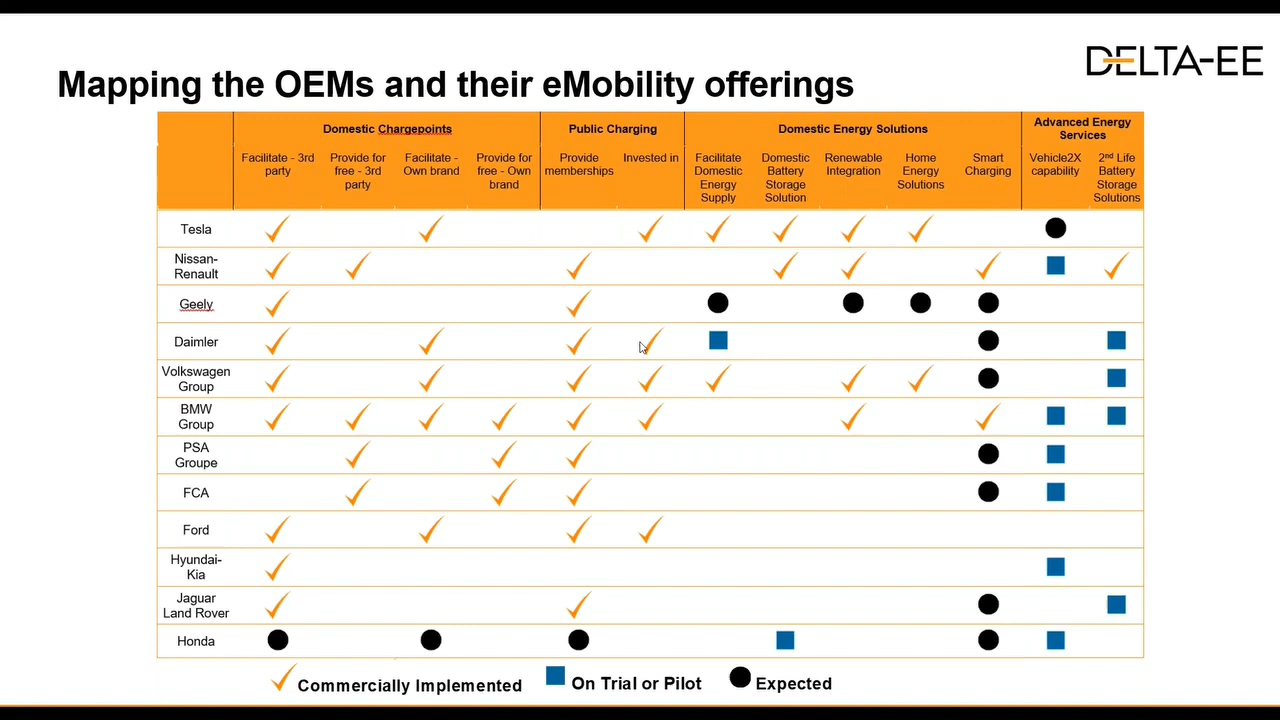 DELTA-EE
Mapping the OEMs and their eMobility offerings
Domestic Chargepoints
Public Charging
Domestic Energy Solutions
Advanced Energy
Services
Facilitate - 3rd
party
Provide for
free - 3rd
party
Facilitate -
Own brand
Provide for
free - Own
brand
Provide
memberships
Invested in
Facilitate
Domestic
Energy
Supply
Domestic
Battery
Storage
Solution
Renewable
Integration
Home
Energy
Solutions
Smart
Charging
Vehicle2X
capability
2nd Life
Battery
Storage
Solutions
Tesla
Nissan-
Renault
Geely
Daimler
Volkswagen
Group
BMW
Group
PSA
Groupe
FCA
Ford
Hyundai-
Kia
Jaguar
Land Rover
Honda
Commercially Implemented
On Trial or Pilot
Expected